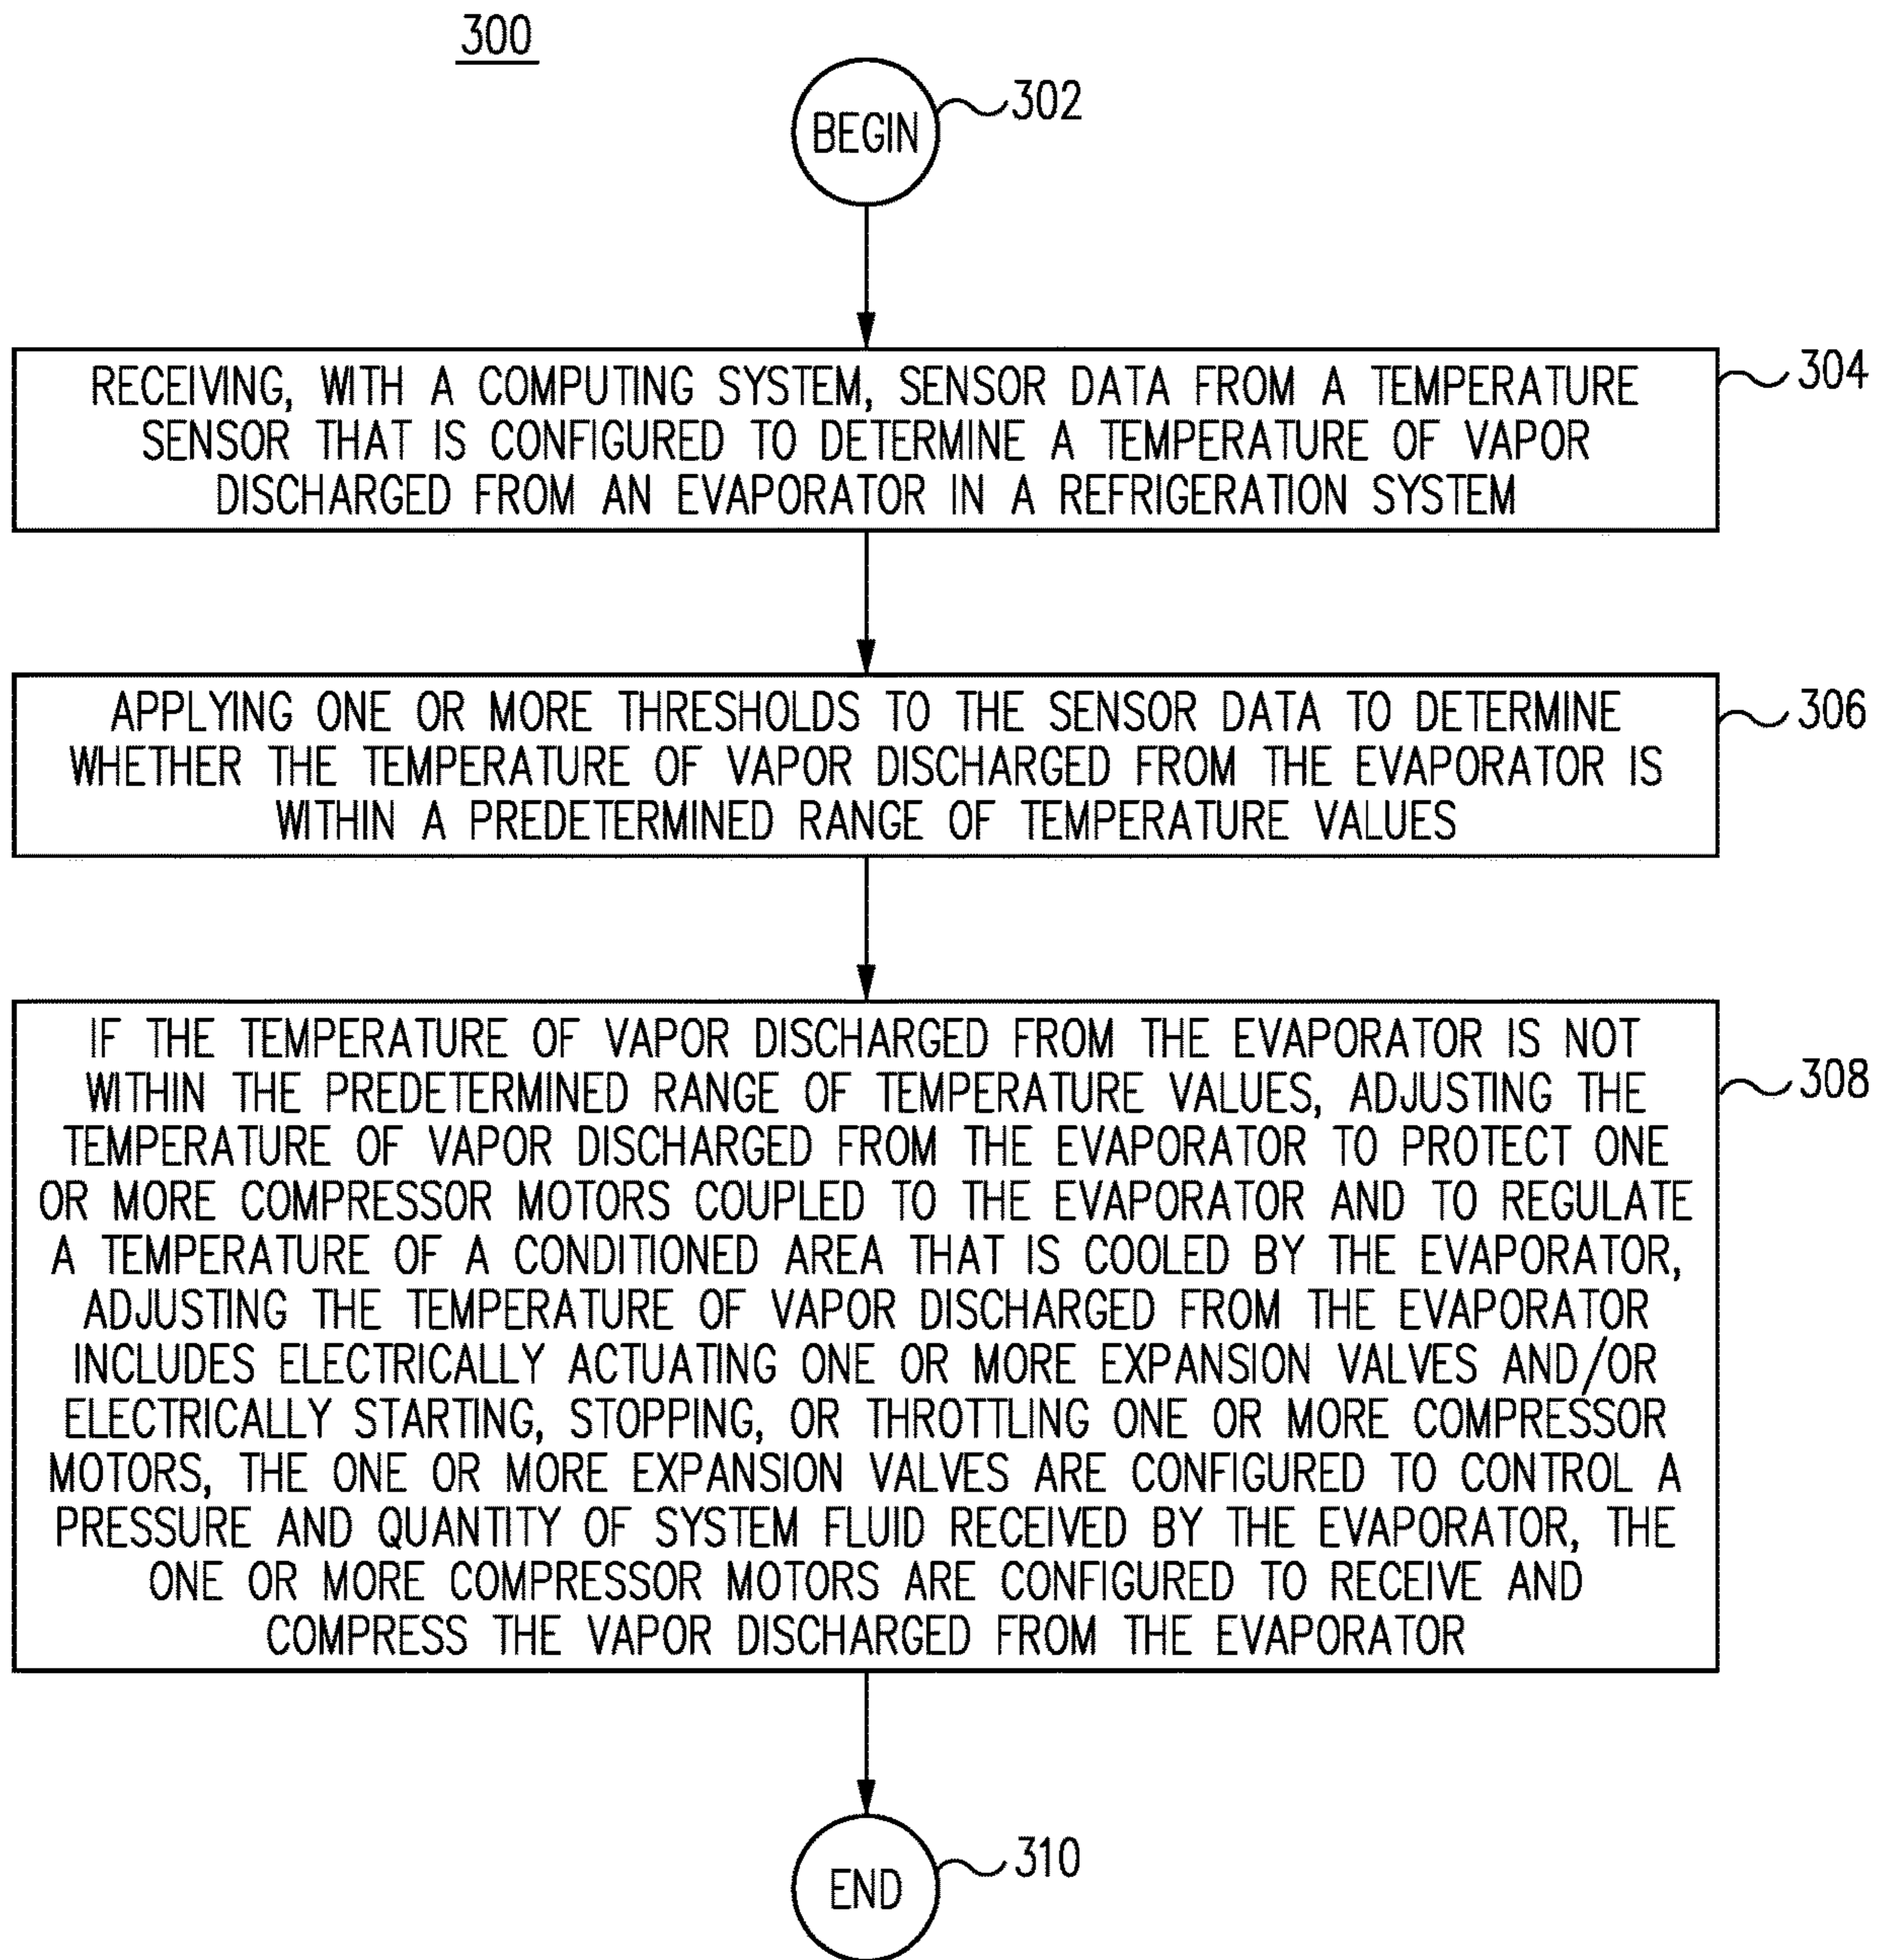 300
BEGIN
302
RECEIVING, WITH A COMPUTING SYSTEM, SENSOR DATA FROM A TEMPERATURE
SENSOR THAT IS CONFIGURED TO DETERMINE A TEMPERATURE OF VAPOR
DISCHARGED FROM AN EVAPORATOR IN A REFRIGERATION SYSTEM
304
APPLYING ONE OR MORE THRESHOLDS TO THE SENSOR DATA TO DETERMINE
WHETHER THE TEMPERATURE OF VAPOR DISCHARGED FROM THE EVAPORATOR IS
WITHIN A PREDETERMINED RANGE OF TEMPERATURE VALUES
306
IF THE TEMPERATURE OF VAPOR DISCHARGED FROM THE EVAPORATOR IS NOT
WITHIN THE PREDETERMINED RANGE OF TEMPERATURE VALUES, ADJUSTING THE
TEMPERATURE OF VAPOR DISCHARGED FROM THE EVAPORATOR TO PROTECT ONE
OR MORE COMPRESSOR MOTORS COUPLED TO THE EVAPORATOR AND TO REGULATE
A TEMPERATURE OF A CONDITIONED AREA THAT IS COOLED BY THE EVAPORATOR,
ADJUSTING THE TEMPERATURE OF VAPOR DISCHARGED FROM THE EVAPORATOR
INCLUDES ELECTRICALLY ACTUATING ONE OR MORE EXPANSION VALVES AND/OR
ELECTRICALLY STARTING, STOPPING, OR THROTTLING ONE OR MORE COMPRESSOR
MOTORS, THE ONE OR MORE EXPANSION VALVES ARE CONFIGURED TO CONTROL A
PRESSURE AND QUANTITY OF SYSTEM FLUID RECEIVED BY THE EVAPORATOR, THE
ONE OR MORE COMPRESSOR MOTORS ARE CONFIGURED TO RECEIVE AND
COMPRESS THE VAPOR DISCHARGED FROM THE EVAPORATOR
308
END
310